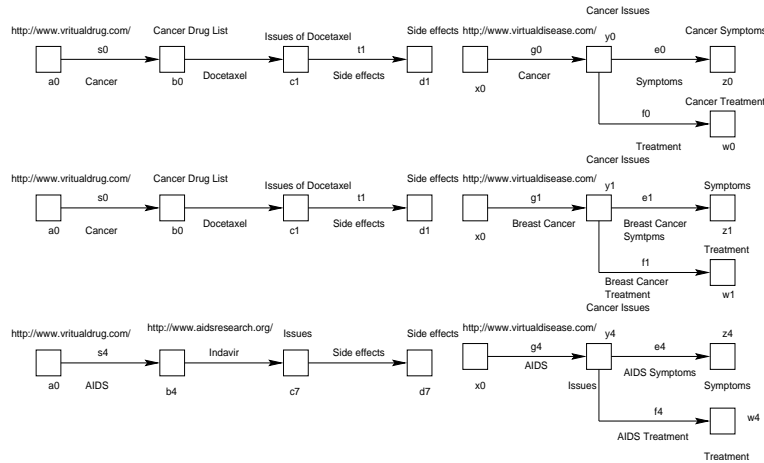 Cancer Issues
http://www.vritualdrug.com/ Cancer Drug List Issues of Docetaxel Side effects http://www.virtualdisease.com/ y0 Cancer Symptoms
s0 t1 g0 e0
a0 Cancer b0 Docetaxel c1 Side effects d1 x0 Cancer Symptoms z0
Cancer Treatment
f0
Treatment w0
Cancer Issues
http://www.vritualdrug.com/ Cancer Drug List Issues of Docetaxel Side effects http;//www.virtualdisease.com/ y1 Symptoms
s0 t1 g1 e1
a0 Cancer b0 Docetaxel c1 Side effects d1 x0 Breast Cancer Breast Cancer z1
Symtpms
Treatment
f1
Breast Cancer
Treatment w1
Cancer Issues
http://www.vritualdrug.com/ http://www.aidsresearch.org/ Issues Side effects http://www.virtualdisease.com/ y4 z4
s4 Indavir Side effects g4 e4
a0 AIDS b4 c7 d7 x0 AIDS Issues AIDS Symptoms Symptoms
f4 w4
AIDS Treatment
Treatment